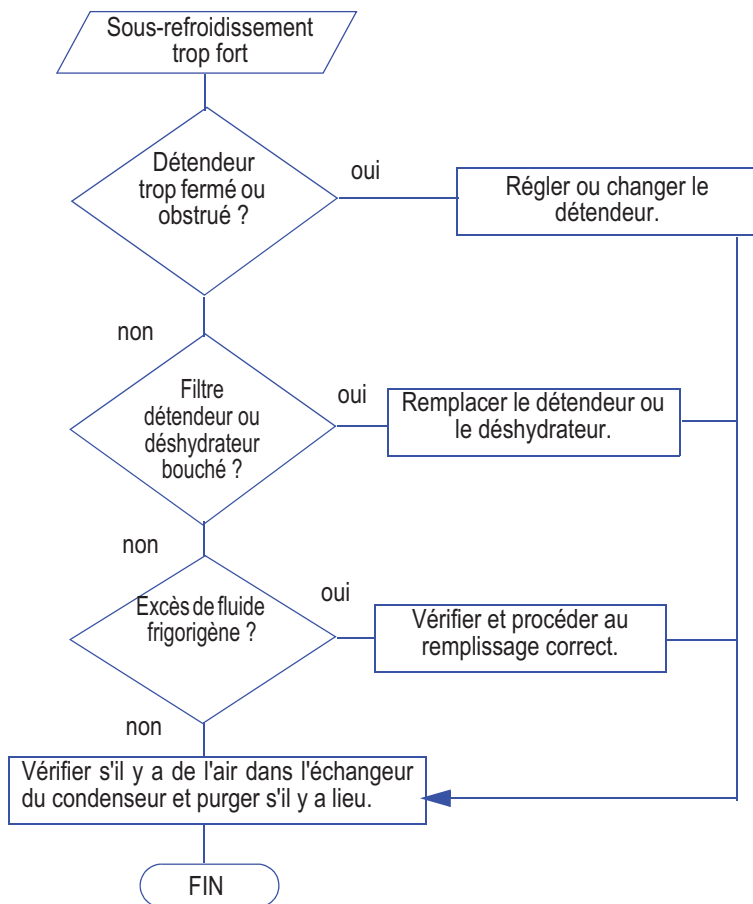 Sous-refroidissement
trop fort
Détendeur
trop fermé ou
obstrué ?
oui
Régler ou changer le
détendeur.
non
Filtre
détendeur ou
déshydrateur
bouché ?
oui
Remplacer le détendeur ou
le déshydrateur.
non
Excès de fluide
frigorigène ?
oui
Vérifier et procéder au
remplissage correct.
non
Vérifier s'il y a de l'air dans l'échangeur
du condenseur et purger s'il y a lieu.
FIN